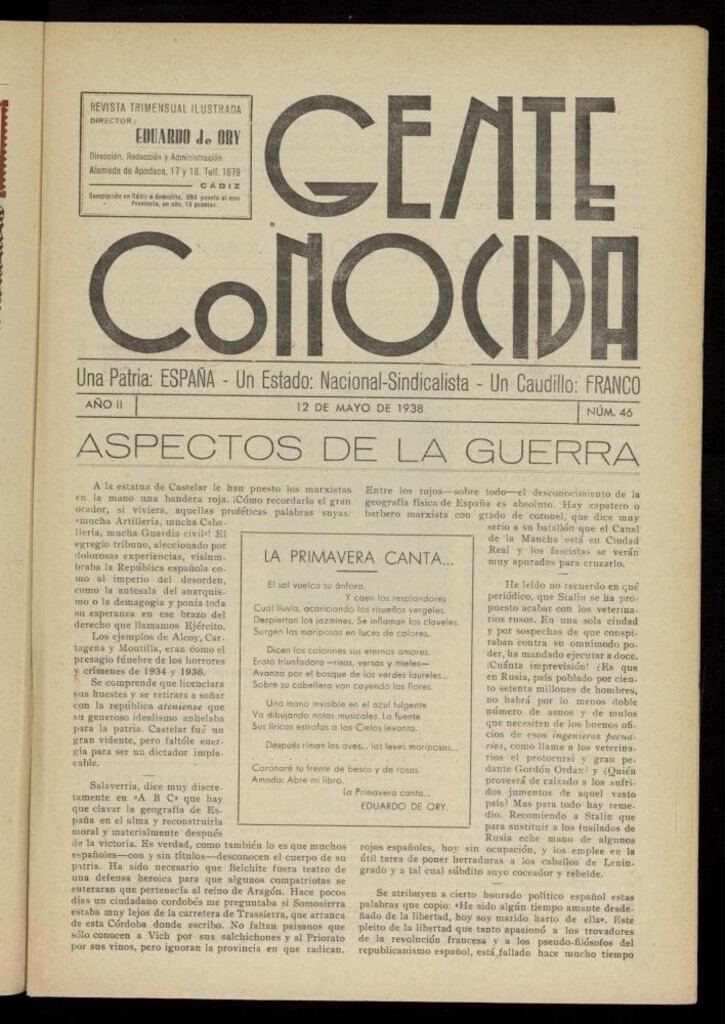 REVISTA TRIMENSUAL ILUSTRADA
DIRECTOR:
EDUARDO de ORY
Dirección, Redacción y Administración
Alameda de Apodaca, 17 y 18. Telf. 1679
CÁDIZ
Suscripción en Cádiz a domicilio, UNA peseta al mes
Provincia, un año, 15 pesetas.
GENTE
CONOCIDA
Una Patria: ESPAÑA - Un Estado: Nacional-Sindicalista - Un Caudillo: FRANCO
AÑO II
12 DE MAYO DE 1938
NÚM. 46
ASPECTOS DE LA GUERRA
A la estatua de Castelar le han puesto los marxistas
en la mano una bandera roja. ¡Cómo recordaría el gran
orador, si viviera, aquellas proféticas palabras suyas:
«mucha Artillería, mucha Caba-
llería, mucha Guardia civil»! El
egregio tribuno, aleccionado por
dolorosas experiencias, vislum-
braba la República española co-
mo al imperio del desorden,
como la antesala del anarquis-
mo o la demagogia y ponía toda
su esperanza en ese brazo del
derecho que llamamos Ejército.
Los ejemplos de Alcoy, Car-
tagena y Montilla, eran como el
presagio fúnebre de los horrores
y crímenes de 1934 y 1936.
Se comprende que licenciara
sus huestes y se retirara a soñar
con la república ateniense que
su generoso idealismo anhelaba
para la patria. Castelar fué un
gran vidente, pero faltóle ener-
gía para ser un dictador impla-
cable.
Salaverría, dice muy discre-
tamente en «A B C» que hay
que clavar la geografía de Es-
paña en el alma y reconstruirla
moral y materialmente después
de la victoria. Es verdad, como también lo es que muchos
españoles—con y sin títulos—desconocen el cuerpo de su
patria. Ha sido necesario que Belchite fuera teatro de
una defensa heroica para que algunos compatriotas se
enteraran que pertenecía al reino de Aragón. Hace pocos
días un ciudadano cordobés me preguntaba si Somosierra
estaba muy lejos de la carretera de Trassierra, que arranca
de esta Córdoba donde escribo. No faltan paisanos que
sólo conocen a Vich por sus salchichones y al Priorato
por sus vinos, pero ignoran la provincia en que radican.
LA PRIMAVERA CANTA...
El sol vuelca su ánfora.
Y caen los resplandores
Cual lluvia, acariciando los risueños vergeles.
Despiertan los jazmines. Se inflaman los claveles.
Surgen las mariposas en luces de colores.
Dicen los colorines sus eternos amores.
Erato triunfadora —risas, versos y mieles—
Avanza por el bosque de los verdes laureles...
Sobre su cabellera van cayendo las flores.
Una mano invisible en el azul fulgente
Va dibujando notas musicales. La fuente
Sus líricas estrofas a los Cielos levanta.
Después riman las aves... las leves mariposas...
Coronaré tu frente de besos y de rosas.
Amada: Abre mi libro.
La Primavera canta...
EDUARDO DE ORY.
Entre los rojos—sobre todo—el desconocimiento de la
geografía física de España es absoluto. Hay zapatero o
barbero marxista con grado de coronel, que dice muy
serio a su batallón que el Canal
de la Mancha está en Ciudad
Real y los fascistas se verán
muy apurados para cruzarlo.
He leído no recuerdo en qué
periódico, que Stalin se ha pro-
puesto acabar con los veterina-
rios rusos. En una sola ciudad
y por sospechas de que conspira-
raban contra su omnímodo po-
der, ha mandado ejecutar a doce.
¡Cuánta imprevisión! ¿Es que
en Rusia, país poblado por cien-
to setenta millones de hombres,
no habrá por lo menos doble
número de asnos y de mulos
que necesiten de los buenos ofi-
cios de esos ingenieros pecua-
rios, como llama a los veterina-
rios el protocursi y gran pe-
dante Gordón Ordax? y ¿Quién
proveerá de calzado a los sufri-
dos jumentos de aquel vasto
país? Mas para todo hay reme-
dio. Recomiendo a Stalin que
para sustituir a los fusilados de
Rusia eche mano de algunos
rojos españoles, hoy sin ocupación, y los emplee en la
útil tarea de poner herraduras a los caballos de Lenin-
grado y a tal cual súbdito suyo coceador y rebelde.
Se atribuyen a cierto hourado político español estas
palabras que copio: «He sido algún tiempo amante desde-
ñado de la libertad, hoy soy marido harto de ella». Este
pleito de la libertad que tanto apasionó a los trovadores
de la revolución francesa y a los pseudo-filósofos del
republicanismo español, está fallado hace mucho tiempo